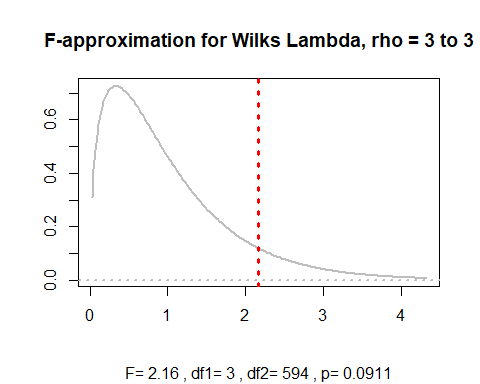 F-approximation for Wilks Lambda, rho = 3 to 3
0.6
0.4
0.2
0.0
0 1 2 3 4
F= 2.16 , df1= 3 , df2= 594 , p= 0.0911